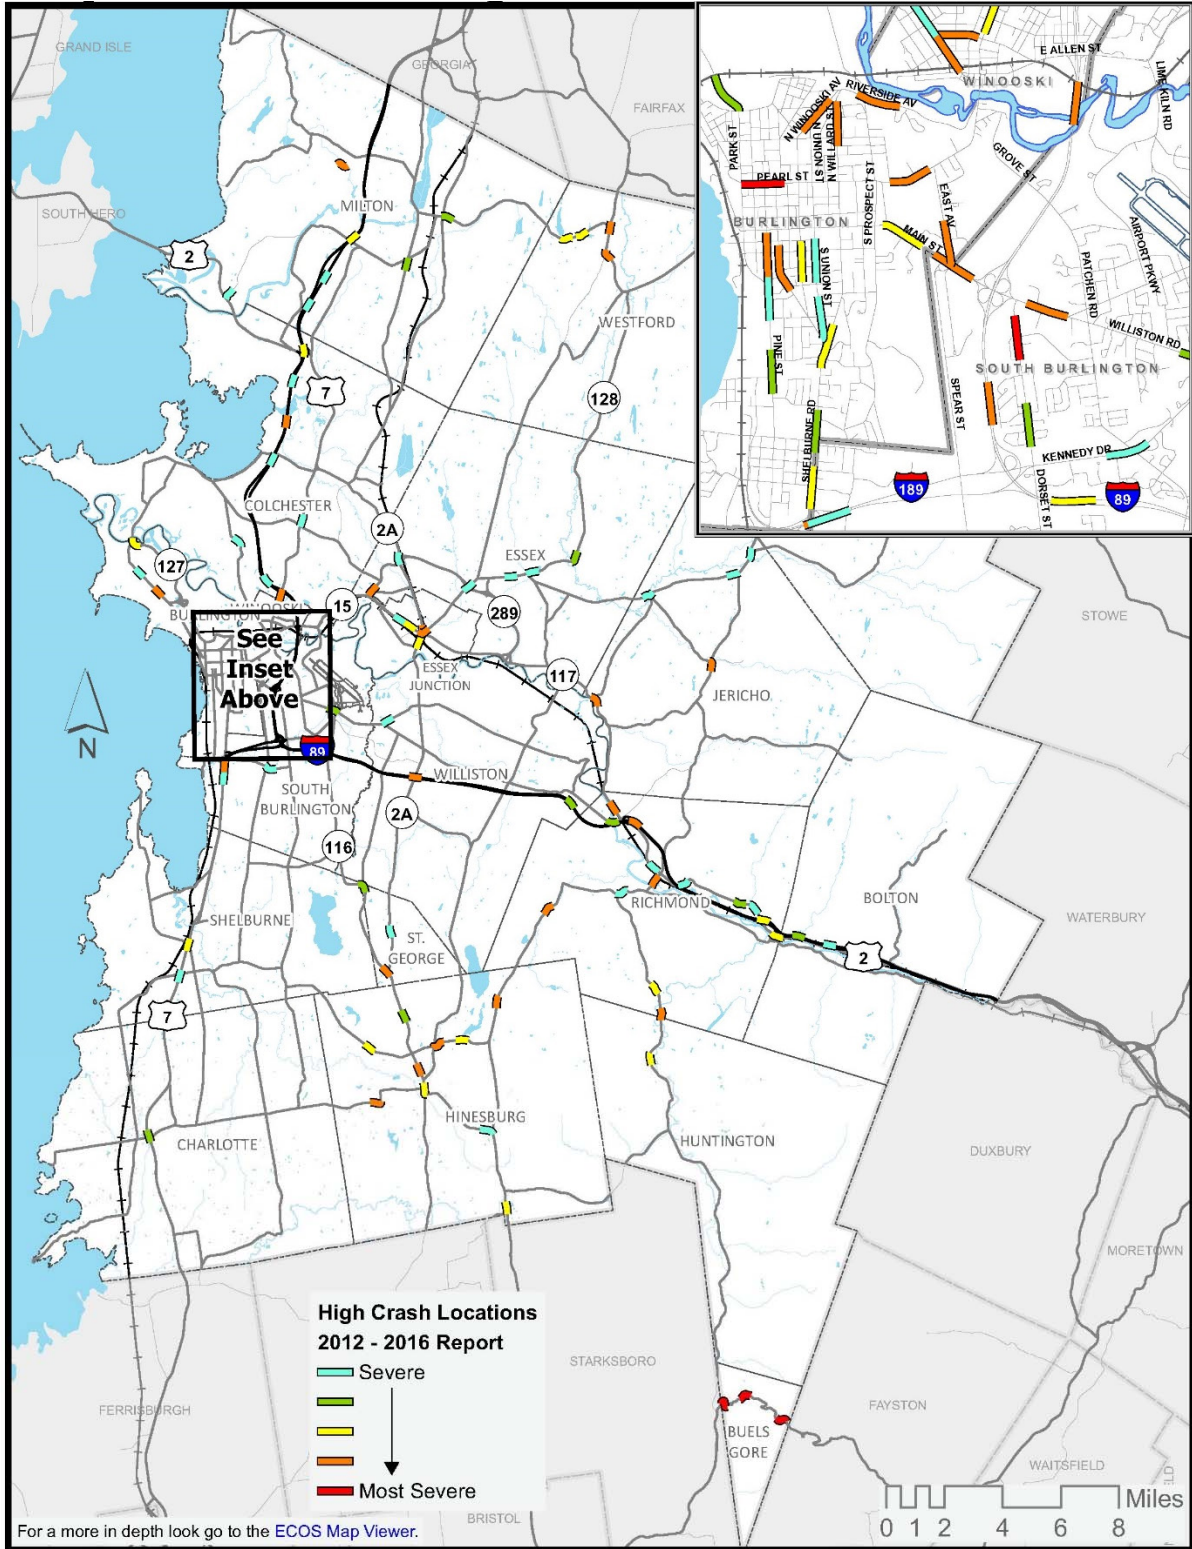 GRAND ISLE
GEORGIA
FAIRFAX
SOUTH HERO
MILTON
2
WESTFORD
7
128
COLCHESTER
2A
ESSEX
127
289
15
BURLINGTON
WINOOSKI
See
Inset
Above
ESSEX
JUNCTION
117
JERICHO
STOWE
N
89
WILLISTON
SOUTH
BURLINGTON
2A
116
RICHMOND
BOLTON
WATERBURY
SHELBURNE
ST.
GEORGE
2
7
HINESBURG
CHARLOTTE
HUNTINGTON
DUXBURY
MORETOWN
STARKSBORO
FERRISBURGH
BUELS
GORE
FAYSTON
WAITSFIELD
BRISTOL
E ALLEN ST
WINOOSKI
LIME KILN RD
RIVERSIDE AV
N WINOOSKI AV
N UNION ST
N WILLARD ST
PARK ST
PEARL ST
GROVE ST
S PROSPECT ST
EAST AV
BURLINGTON
MAIN ST
AIRPORT PKWY
S UNION ST
PATCHEN RD
WILLISTON RD
PINE ST
SOUTH BURLINGTON
SPEAR ST
SHELBURNE RD
KENNEDY DR
189
DORSET ST
89
High Crash Locations
2012 - 2016 Report
Severe
Most Severe
Miles
0 1 2 4 6 8
For a more in depth look go to the ECOS Map Viewer.